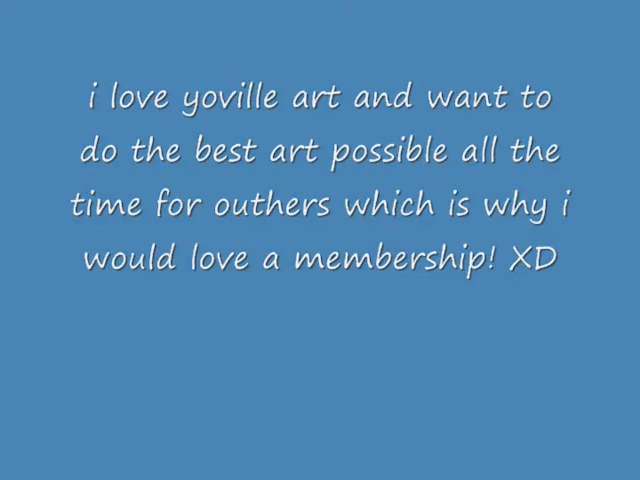 i love yoville art and want to
do the best art possible all the
time for outhers which is why i
would love a membership! XD